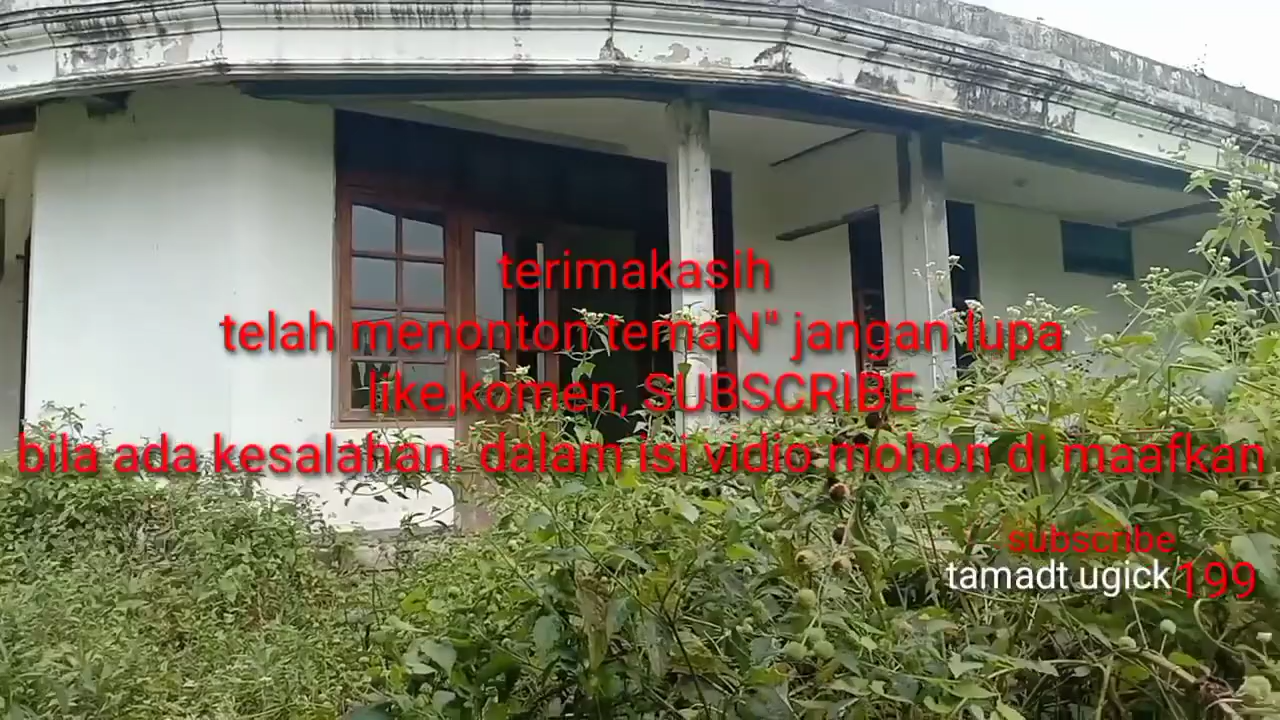 terimakasih
telah menonton temaN" jangan lupa
like,komen, SUBSCRIBE
bila ada kesalahan. dalam isi vidio mohon di maafkan
subscribe
tamadt ugick 199